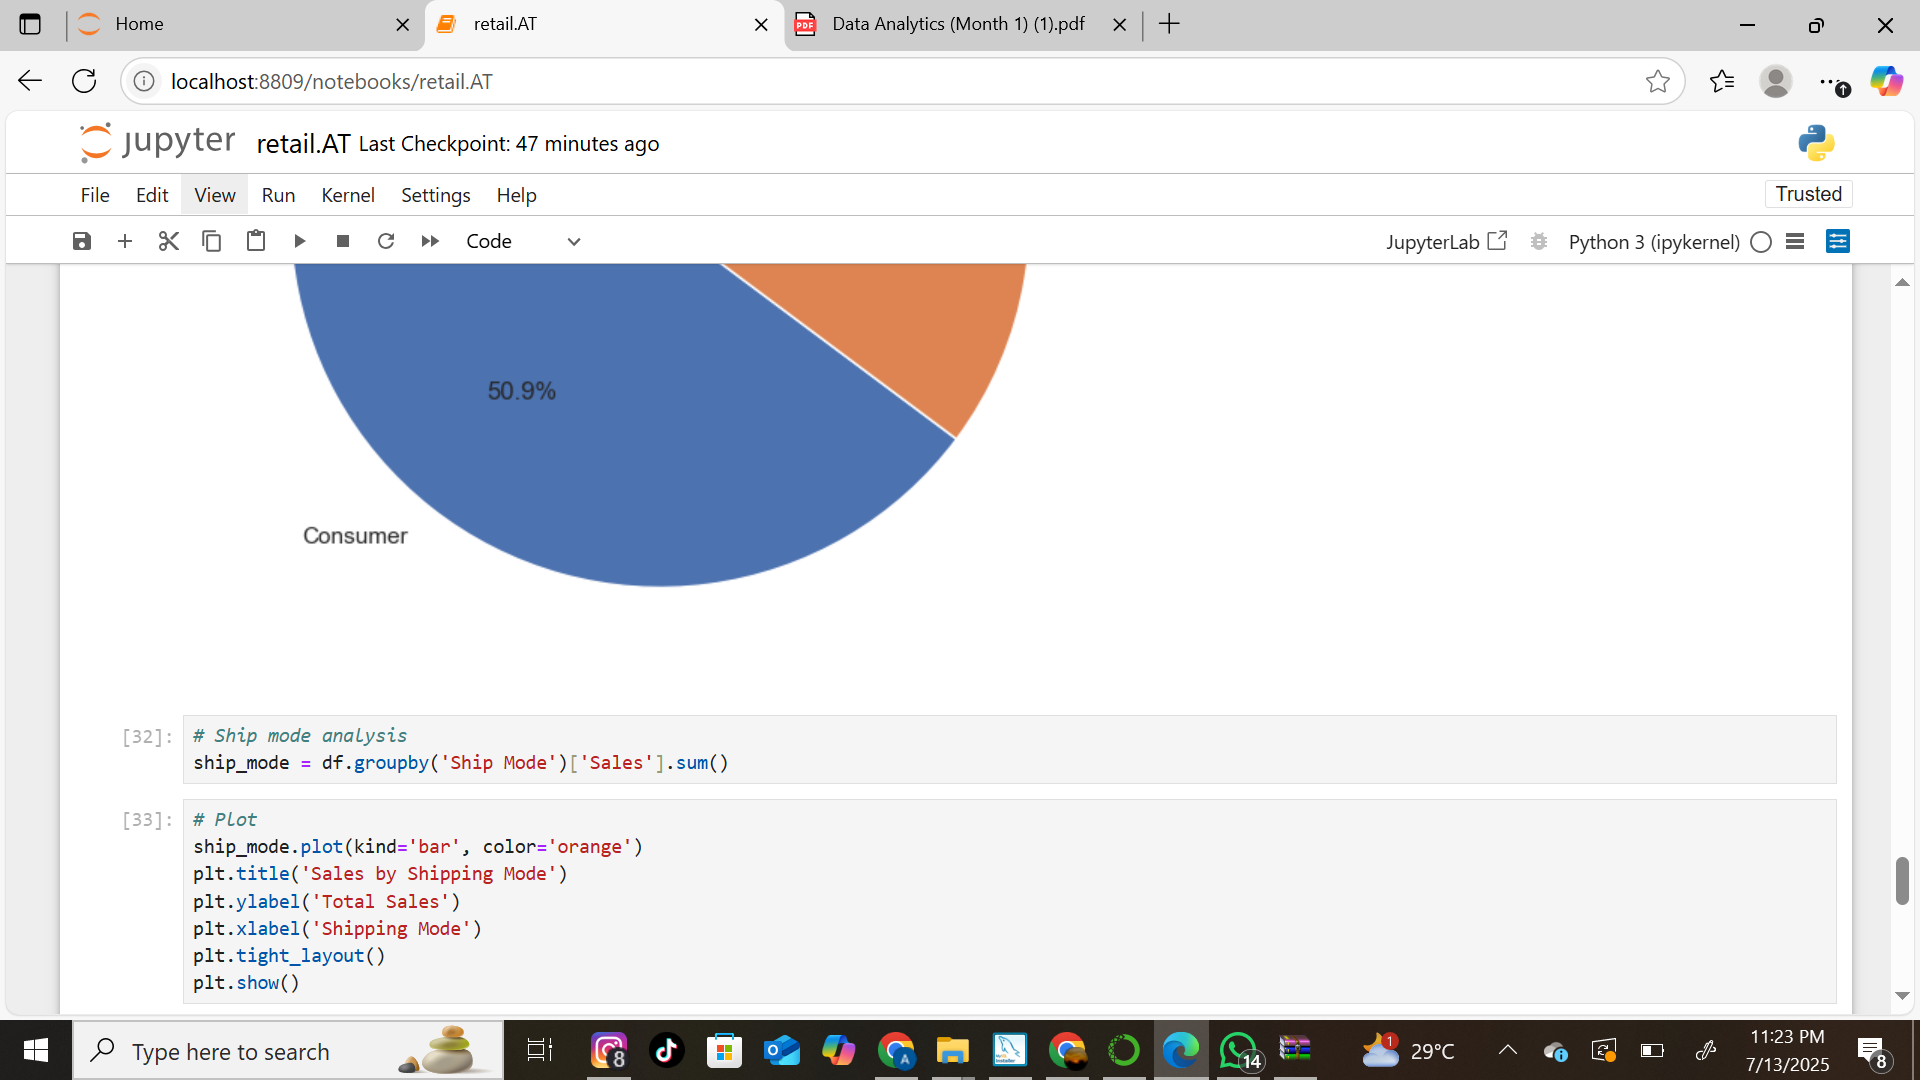 Home
retail.AT
PDF
Data Analytics (Month 1) (1).pdf
localhost:8809/notebooks/retail.AT
jupyter
retail.AT Last Checkpoint: 47 minutes ago
File Edit View Run Kernel Settings Help
Trusted
Code
JupyterLab
Python 3 (ipykernel)
50.9%
Consumer
[32]:
# Ship mode analysis
ship_mode = df.groupby('Ship Mode')['Sales'].sum()
[33]:
# Plot
ship_mode.plot(kind='bar', color='orange')
plt.title('Sales by Shipping Mode')
plt.ylabel('Total Sales')
plt.xlabel('Shipping Mode')
plt.tight_layout()
plt.show()
Type here to search
8
A
14
1
29°C
11:23 PM
7/13/2025
8